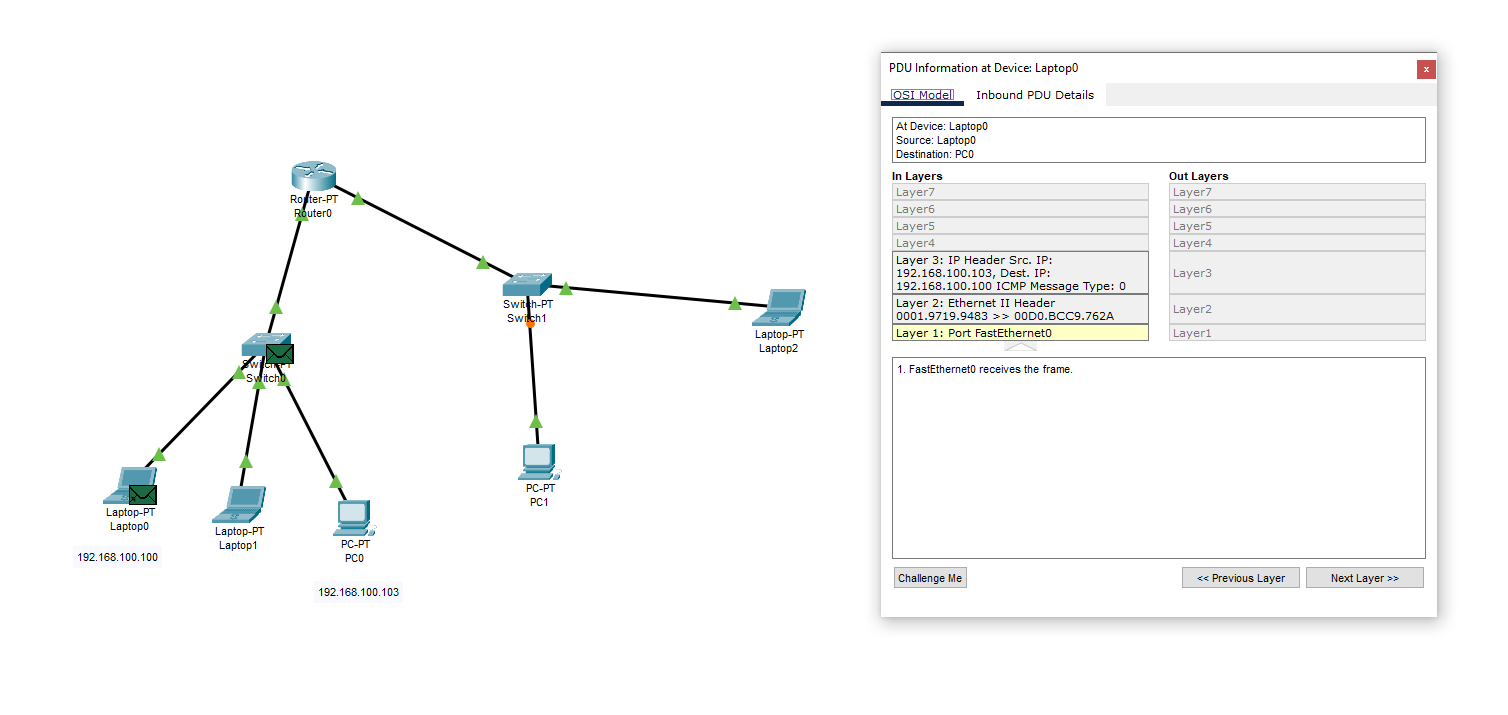 Router-PT
Router0
Switch-PT
Switch1
Laptop-PT
Laptop2
Switch-PT
Switch0
Laptop-PT
Laptop0
192.168.100.100
Laptop-PT
Laptop1
PC-PT
PC0
192.168.100.103
PC-PT
PC1
PDU Information at Device: Laptop0
x
OSI Model
Inbound PDU Details
At Device: Laptop0
Source: Laptop0
Destination: PC0
In Layers
Layer7
Layer6
Layer5
Layer4
Layer 3: IP Header Src. IP:
192.168.100.103, Dest. IP:
192.168.100.100 ICMP Message Type: 0
Layer 2: Ethernet II Header
0001.9719.9483 >> 00D0.BCC9.762A
Layer 1: Port FastEthernet0
Out Layers
Layer7
Layer6
Layer5
Layer4
Layer3
Layer2
Layer1
1. FastEthernet0 receives the frame.
Challenge Me
<< Previous Layer
Next Layer >>